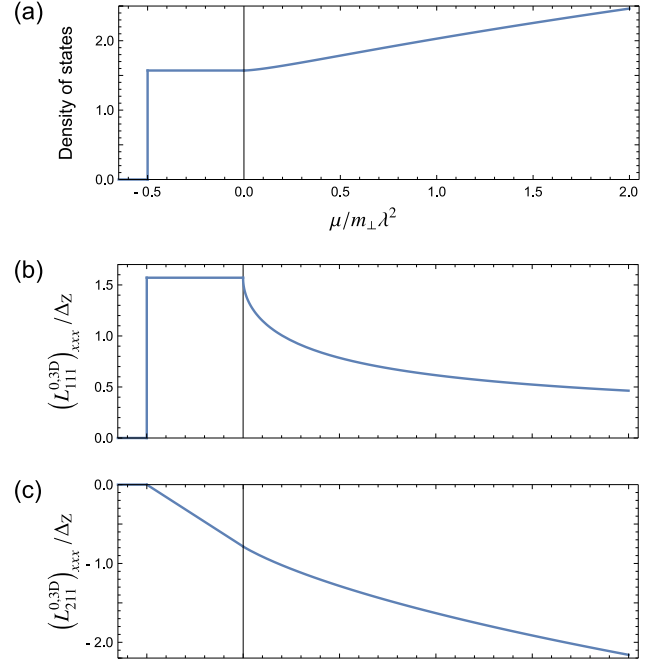 (a)
Density of states
2.0
1.0
0.0
- 0.5
0.0
0.5
1.0
1.5
2.0
μ/m⊥λ²
(b)
(L^{0,3D}_{111})_{xxx}/Δ_Z
1.5
1.0
0.5
0.0
(c)
(L^{0,3D}_{211})_{xxx}/Δ_Z
0.0
- 1.0
- 2.0